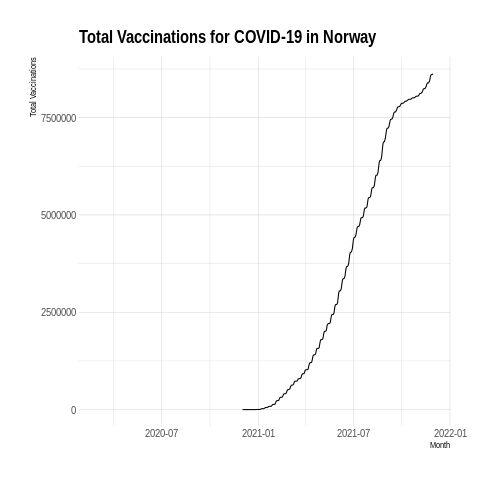 Total Vaccinations for COVID-19 in Norway
Total Vaccinations
7500000
5000000
2500000
0
2020-07
2021-01
2021-07
2022-01
Month